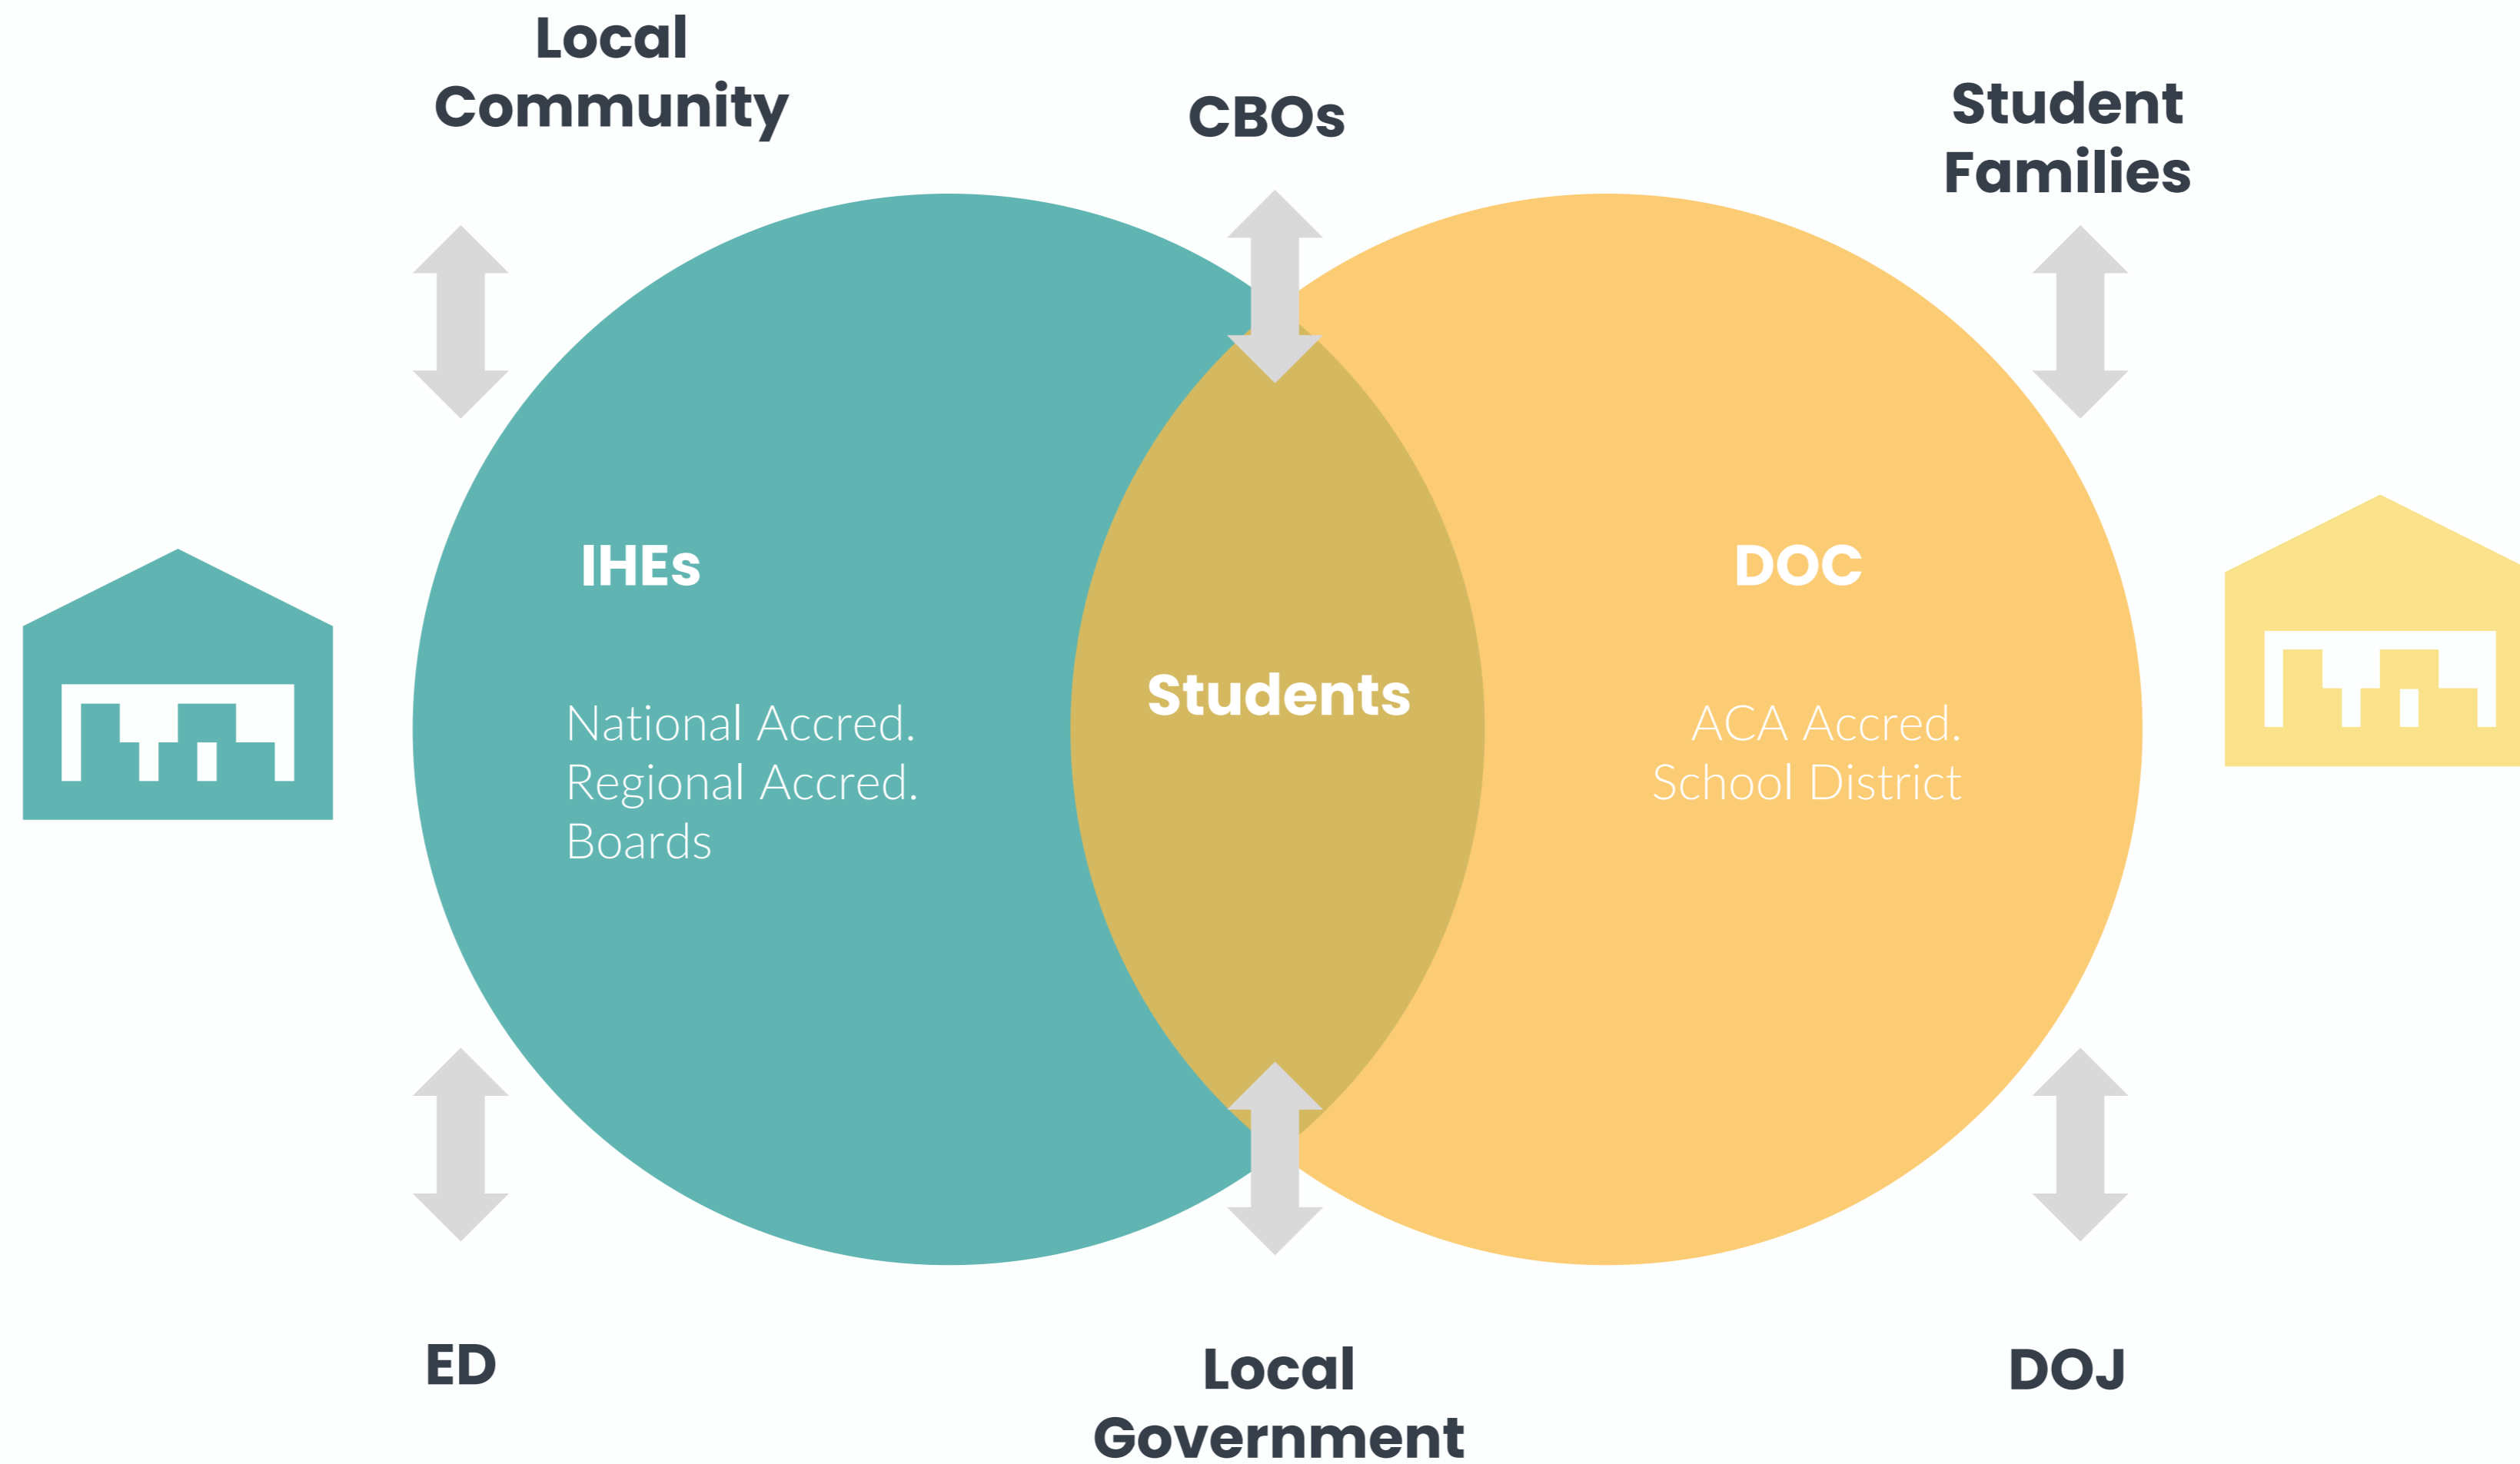 Local
Community
CBOs
Student
Families
IHEs
National Accred.
Regional Accred.
Boards
Students
DOC
ACA Accred.
School District
ED
Local
Government
DOJ